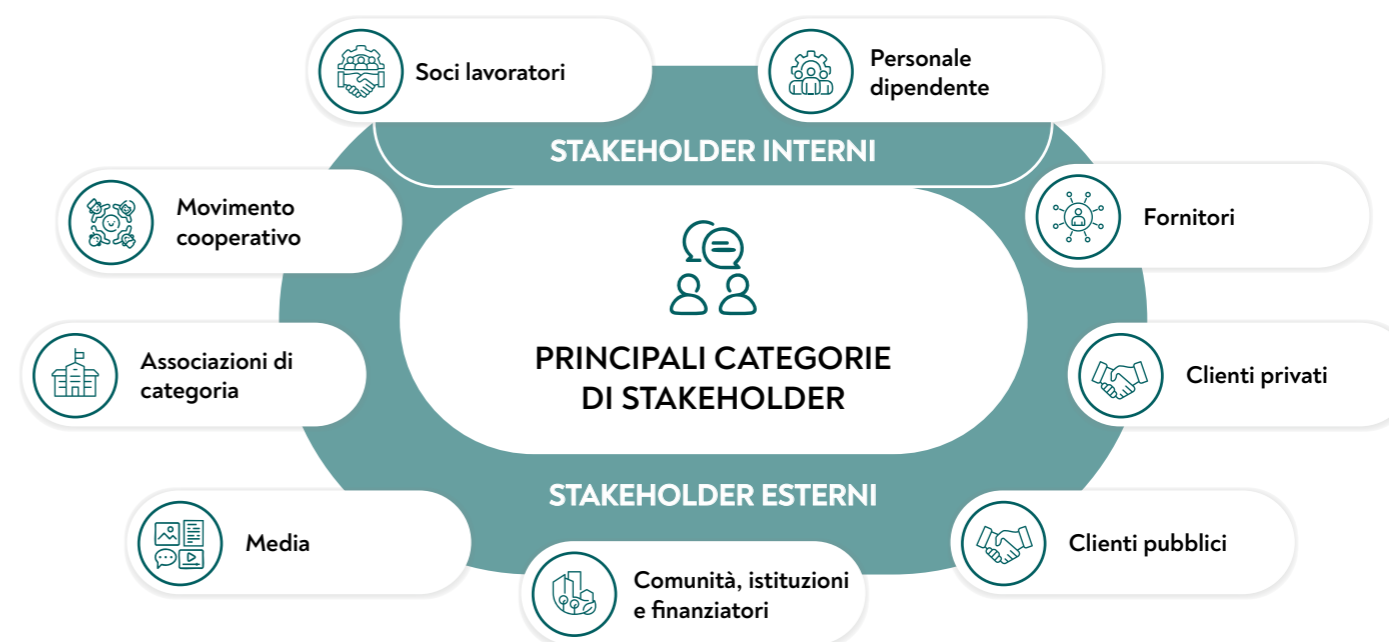 Soci lavoratori
Personale
dipendente
STAKEHOLDER INTERNI
Movimento
cooperativo
Fornitori
PRINCIPALI CATEGORIE
DI STAKEHOLDER
Associazioni di
categoria
Clienti privati
STAKEHOLDER ESTERNI
Media
Clienti pubblici
Comunità, istituzioni
e finanziatori